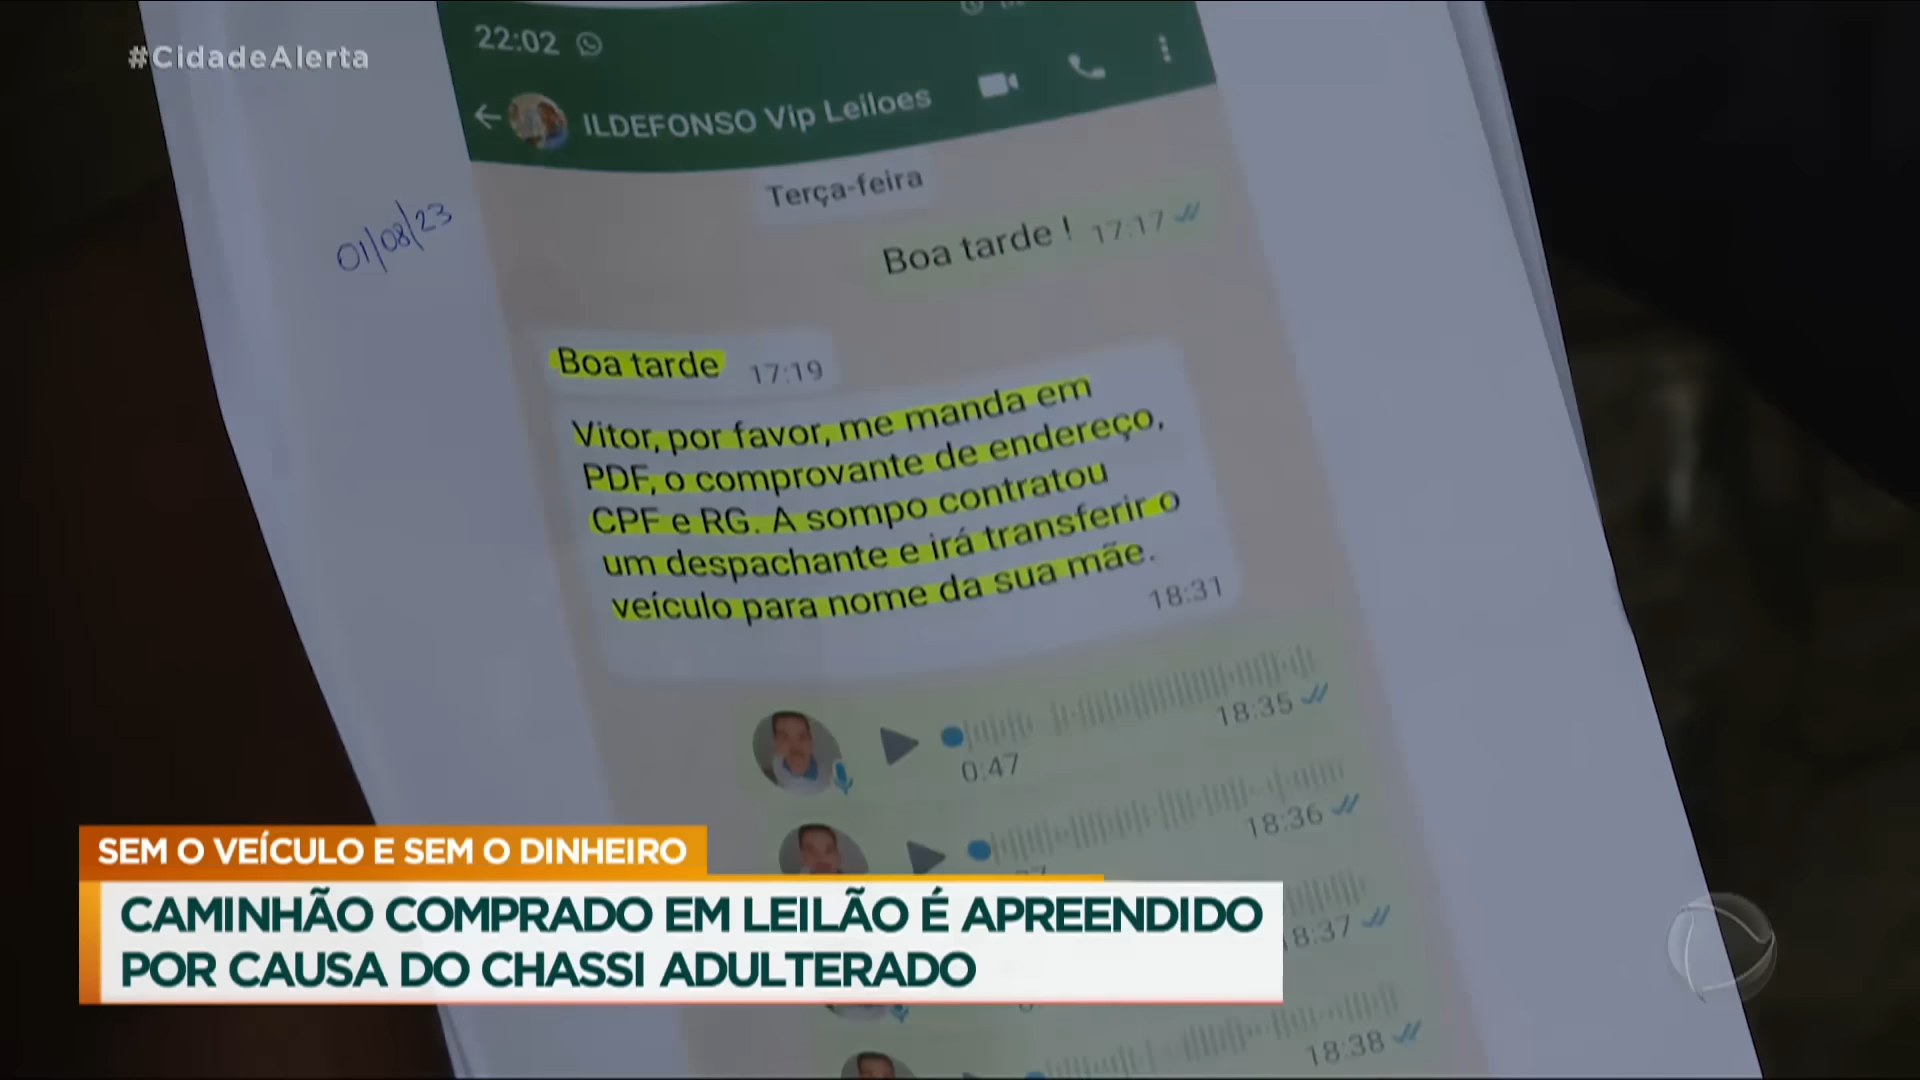 #CidadeAlerta
22:02
ILDEFONSO Vip Leiloes
Terça-feira
01/08/23
Boa tarde ! 17:17
Boa tarde 17:19
Vitor, por favor, me manda em
PDF, o comprovante de endereço,
CPF e RG. A sompo contratou
um despachante e irá transferir o
veículo para nome da sua mãe.
18:31
18:35
0:47
18:36
SEM O VEÍCULO E SEM O DINHEIRO
CAMINHÃO COMPRADO EM LEILÃO É APREENDIDO
18:37
POR CAUSA DO CHASSI ADULTERADO
18:38